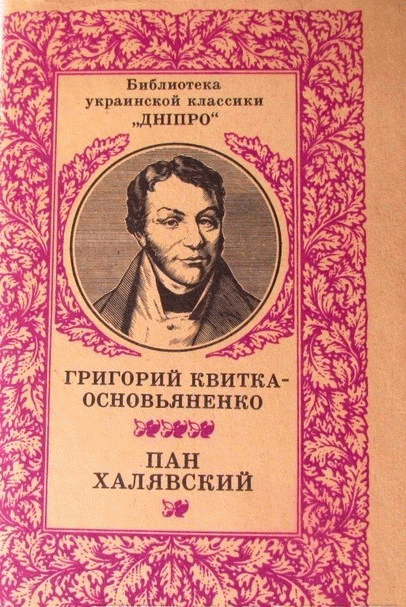 Библиотека
украинской классики
„ДНІПРО“
ГРИГОРИЙ КВИТКА-
ОСНОВЬЯНЕНКО
ПАН
ХАЛЯВСКИЙ